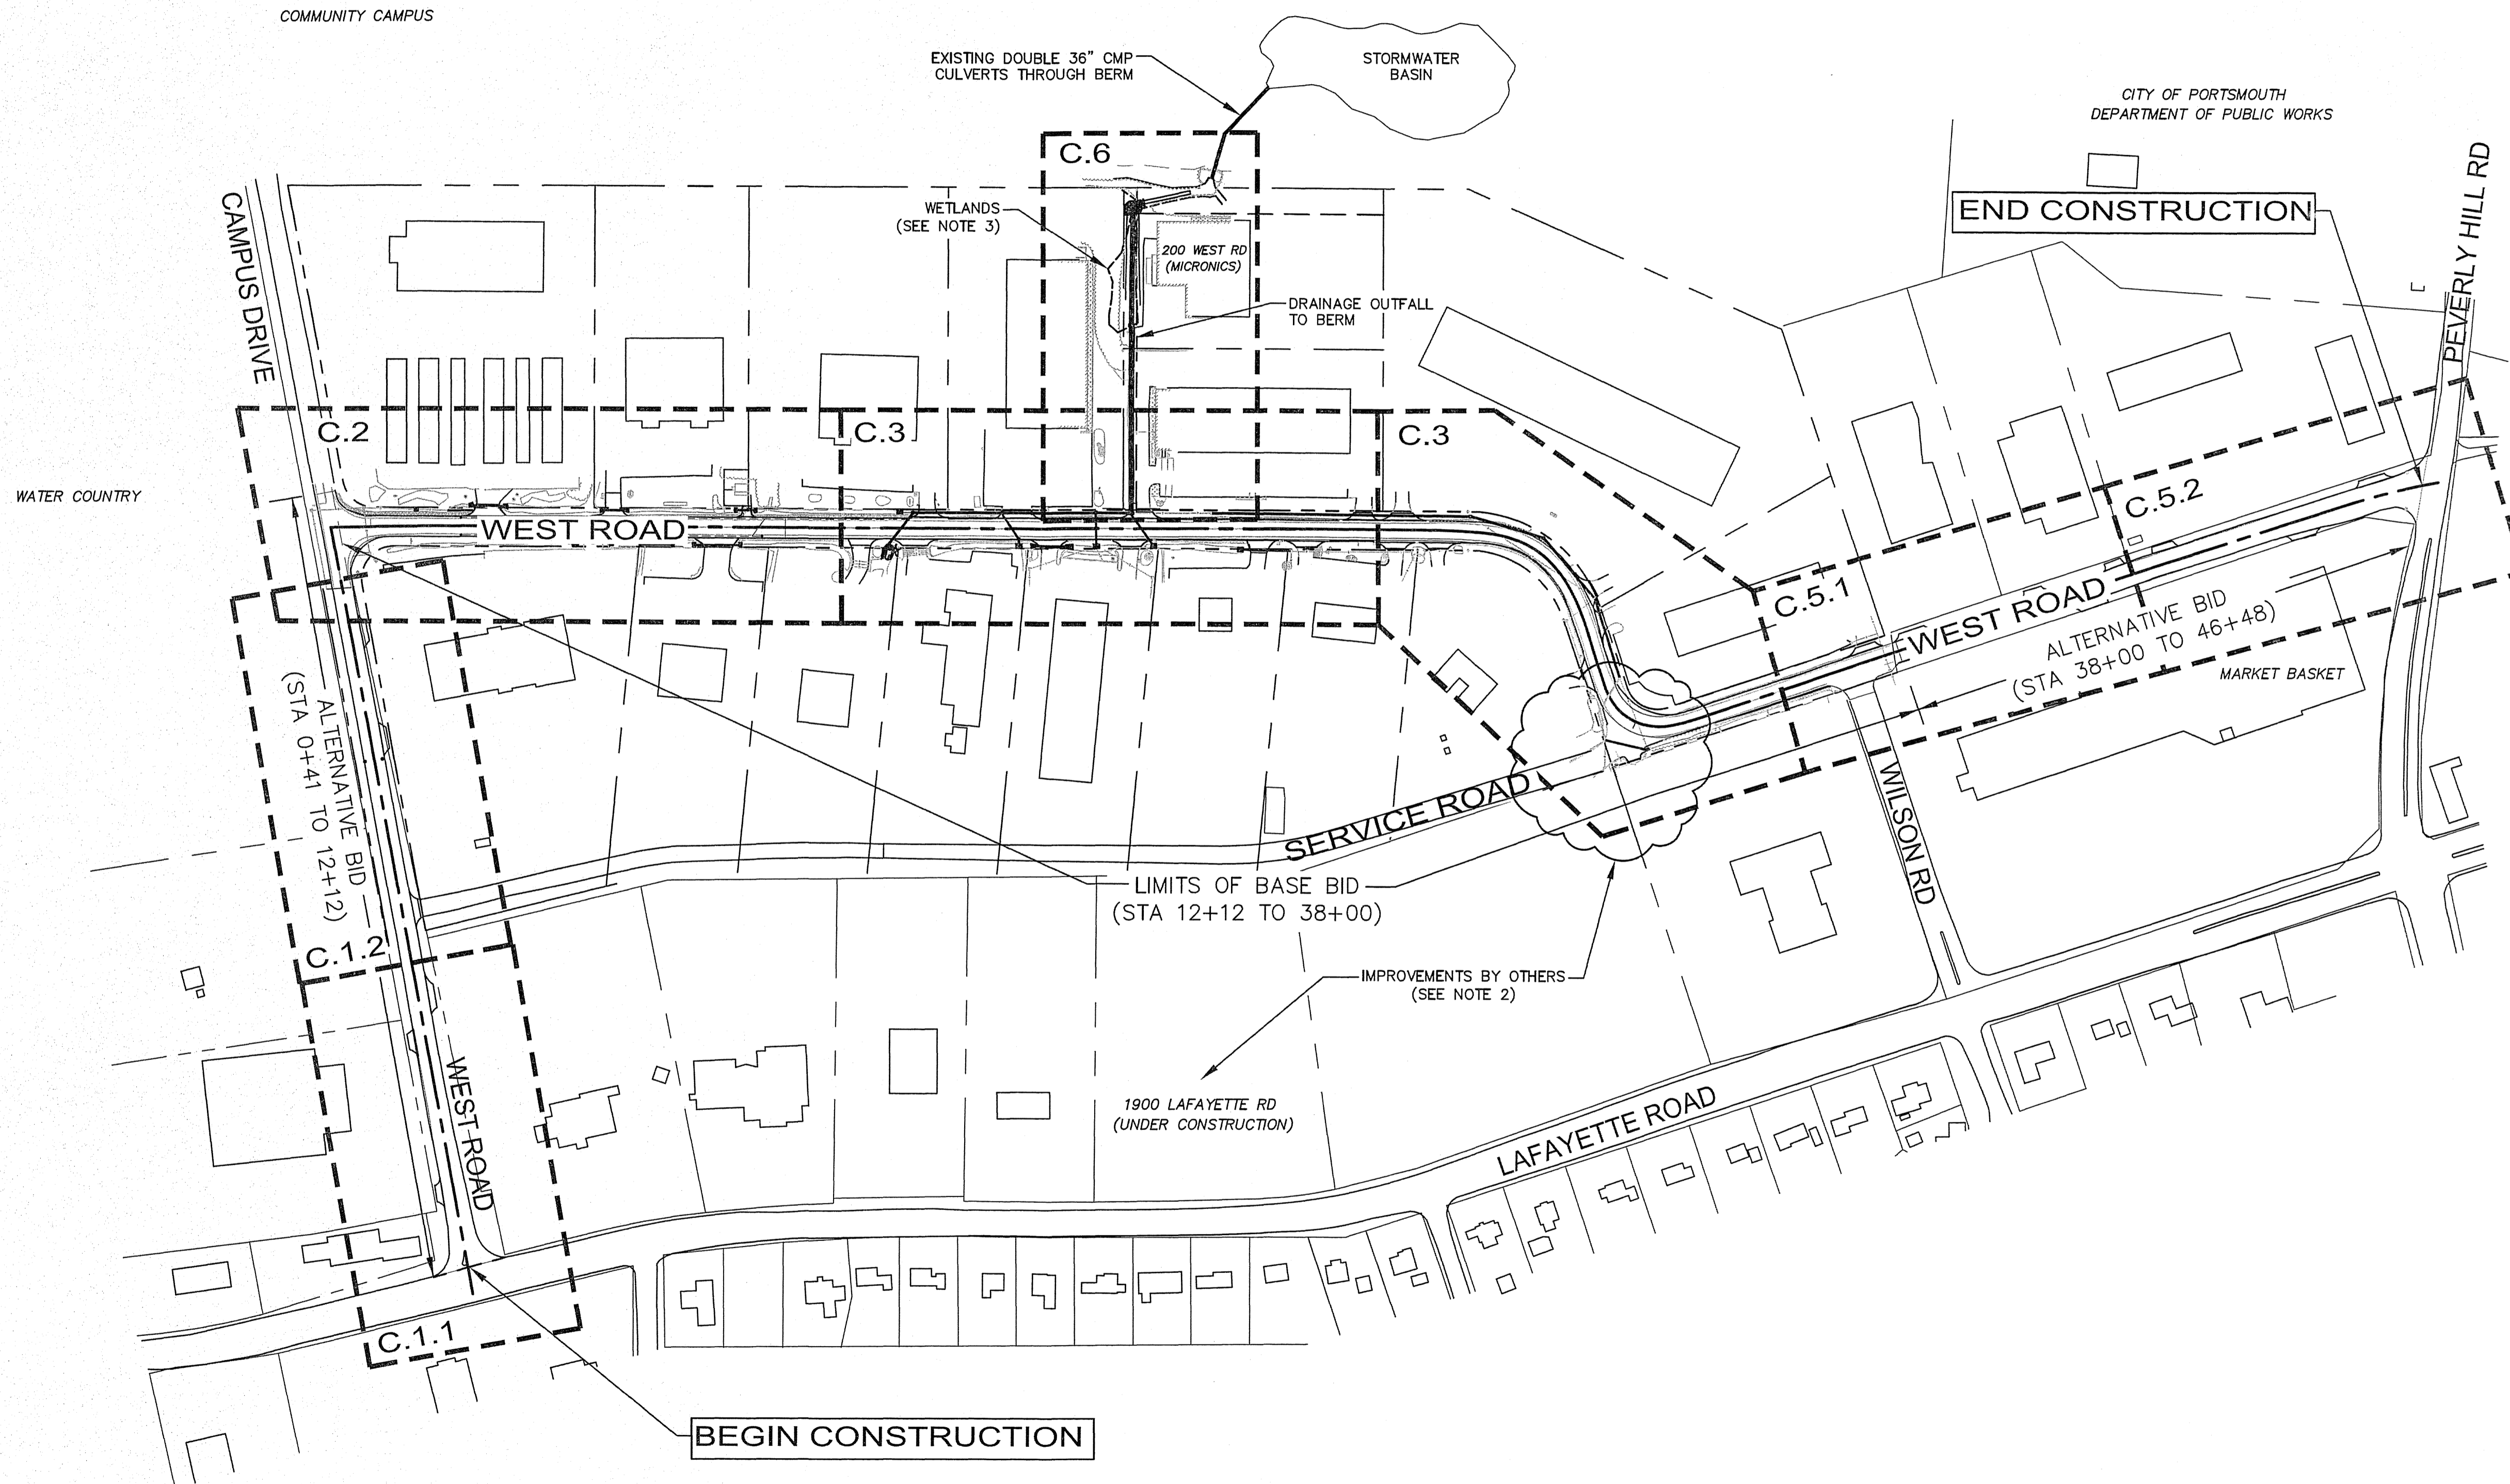 COMMUNITY CAMPUS
EXISTING DOUBLE 36" CMP
CULVERTS THROUGH BERM
STORMWATER
BASIN
CITY OF PORTSMOUTH
DEPARTMENT OF PUBLIC WORKS
C.6
CAMPUS DRIVE
WETLANDS
(SEE NOTE 3)
200 WEST RD
(MICRONICS)
END CONSTRUCTION
PEVERLY HILL RD
DRAINAGE OUTFALL
TO BERM
C.2
C.3
C.3
WATER COUNTRY
WEST ROAD
C.5.2
C.5.1
WEST ROAD
ALTERNATIVE BID
(STA 38+00 TO 46+48)
MARKET BASKET
ALTERNATIVE BID
(STA 0+41 TO 12+12)
SERVICE ROAD
WILSON RD
LIMITS OF BASE BID
(STA 12+12 TO 38+00)
C.1.2
IMPROVEMENTS BY OTHERS
(SEE NOTE 2)
WEST ROAD
1900 LAFAYETTE RD
(UNDER CONSTRUCTION)
LAFAYETTE ROAD
C.1.1
BEGIN CONSTRUCTION